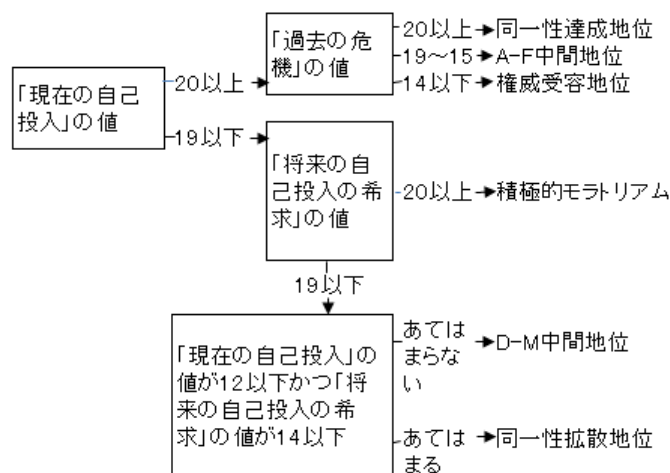 「現在の自己
投入」の値
20以上
19以下
「過去の危
機」の値
20以上
同一性達成地位
19～15
A-F中間地位
14以下
権威受容地位
「将来の自
己投入の希
求」の値
20以上
積極的モラトリアム
19以下
「現在の自己投入」の
値が12以下かつ「将
来の自己投入の希
求」の値が14以下
あては
まらな
い
D-M中間地位
あては
まる
同一性拡散地位